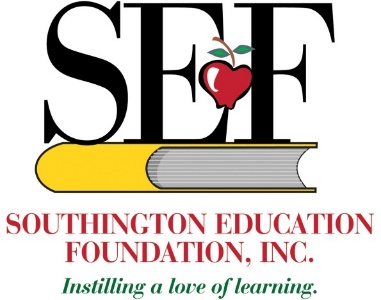 SEF
SOUTHINGTON EDUCATION
FOUNDATION, INC.
Instilling a love of learning.